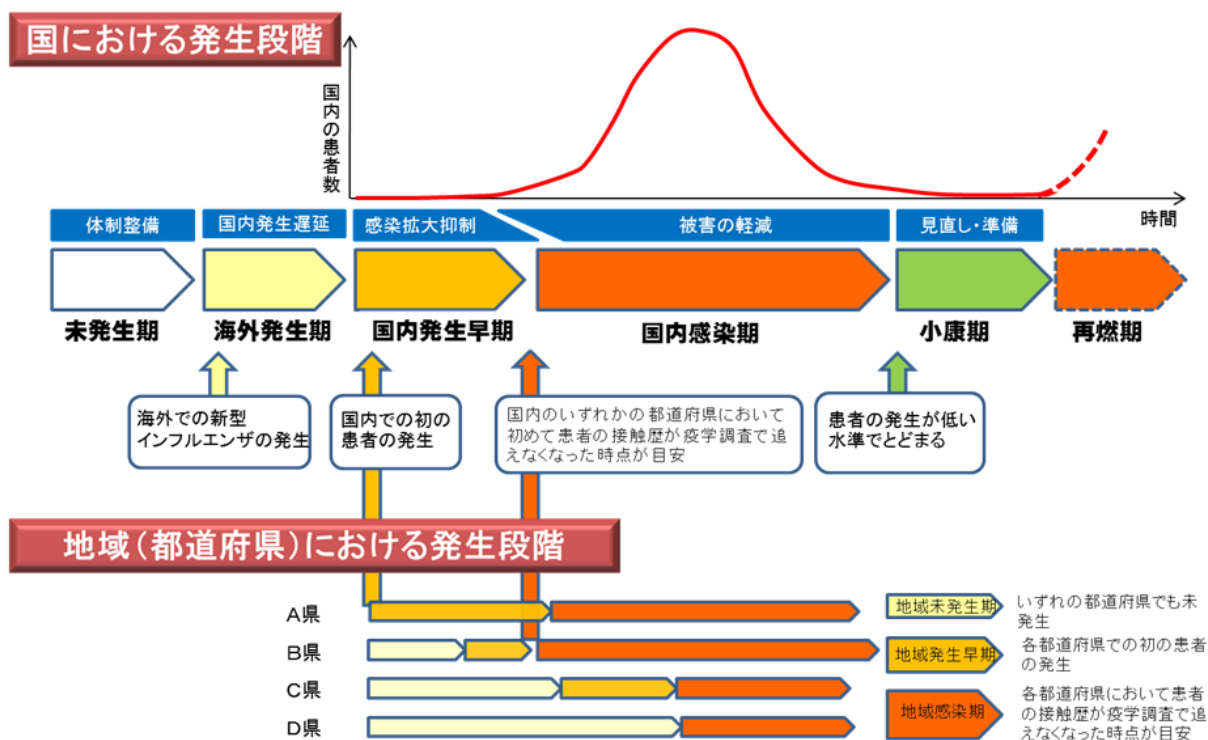 国における発生段階
国内の患者数
時間
体制整備
国内発生遅延
感染拡大抑制
被害の軽減
見直し・準備
未発生期
海外発生期
国内発生早期
国内感染期
小康期
再燃期
海外での新型
インフルエンザの発生
国内での初の
患者の発生
国内のいずれかの都道府県において
初めて患者の接触歴が疫学調査で追
えなくなった時点が目安
患者の発生が低い
水準でとどまる
地域(都道府県)における発生段階
A県
B県
C県
D県
地域未発生期
いずれの都道府県でも未
発生
地域発生早期
各都道府県での初の患者
の発生
地域感染期
各都道府県において患者
の接触歴が疫学調査で追
えなくなった時点が目安